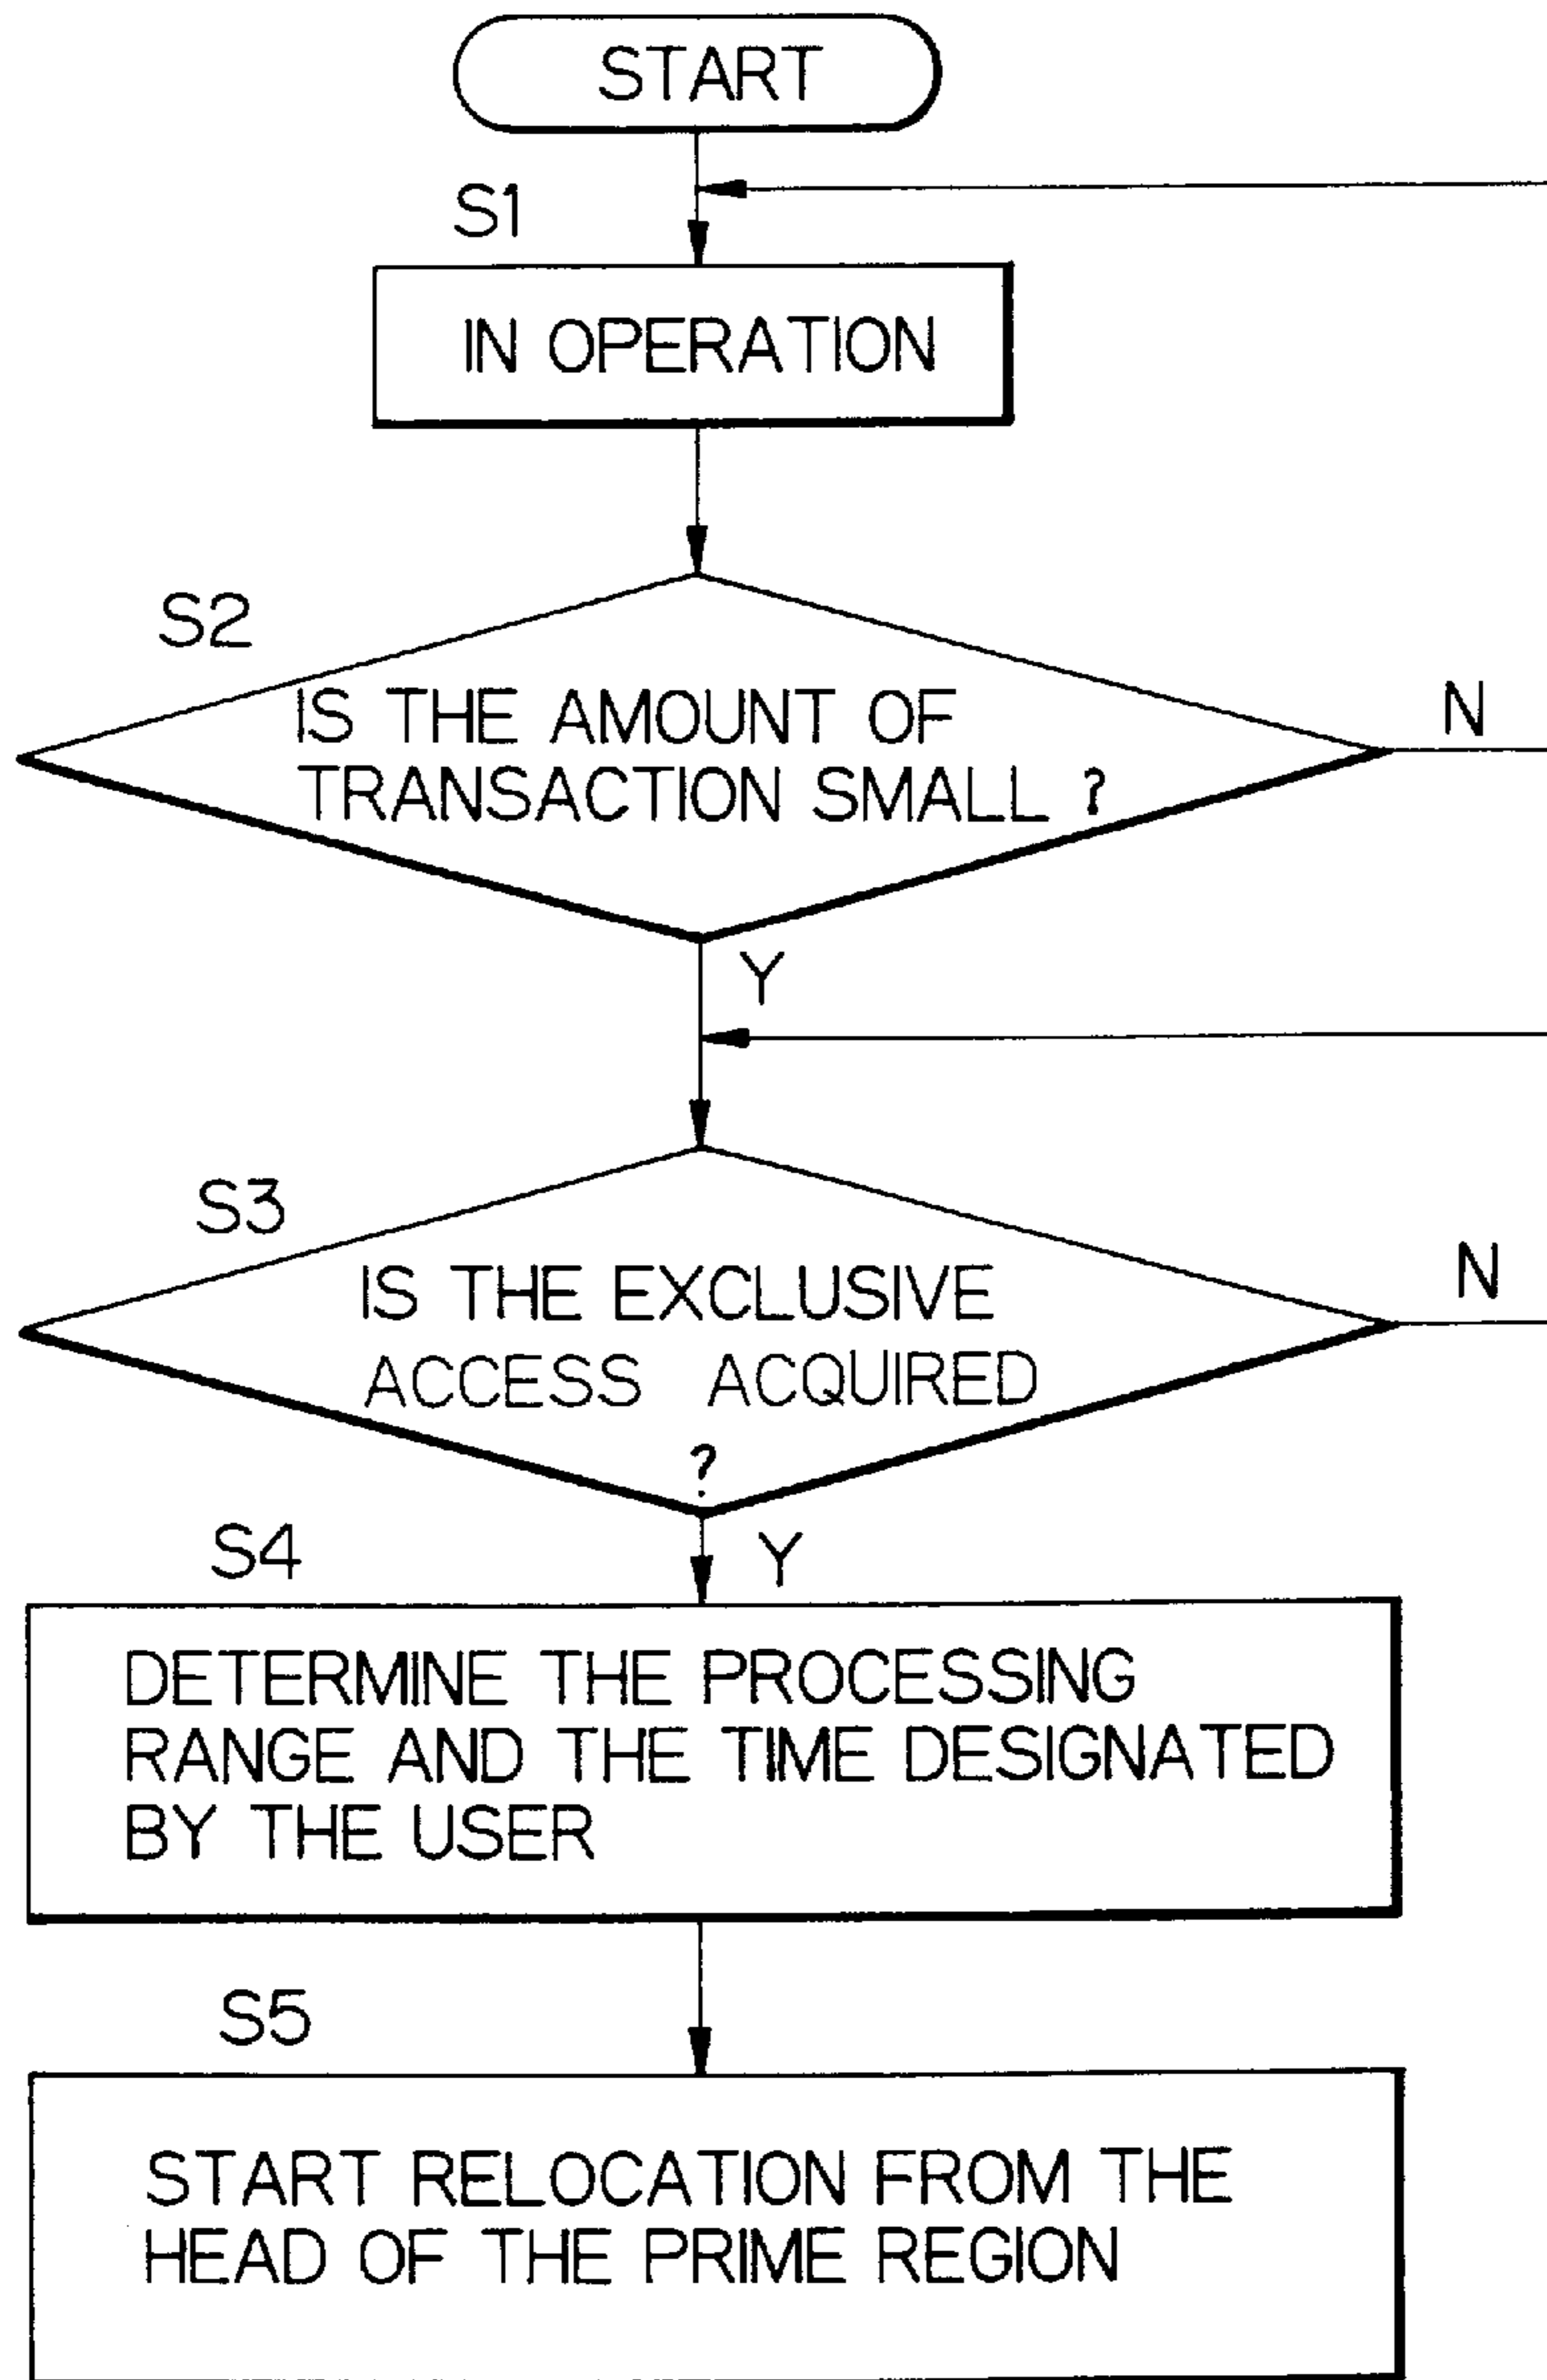 START
S1
IN OPERATION
S2
IS THE AMOUNT OF
TRANSACTION SMALL ?
N
Y
S3
IS THE EXCLUSIVE
ACCESS ACQUIRED
?
N
S4
Y
DETERMINE THE PROCESSING
RANGE AND THE TIME DESIGNATED
BY THE USER
S5
START RELOCATION FROM THE
HEAD OF THE PRIME REGION